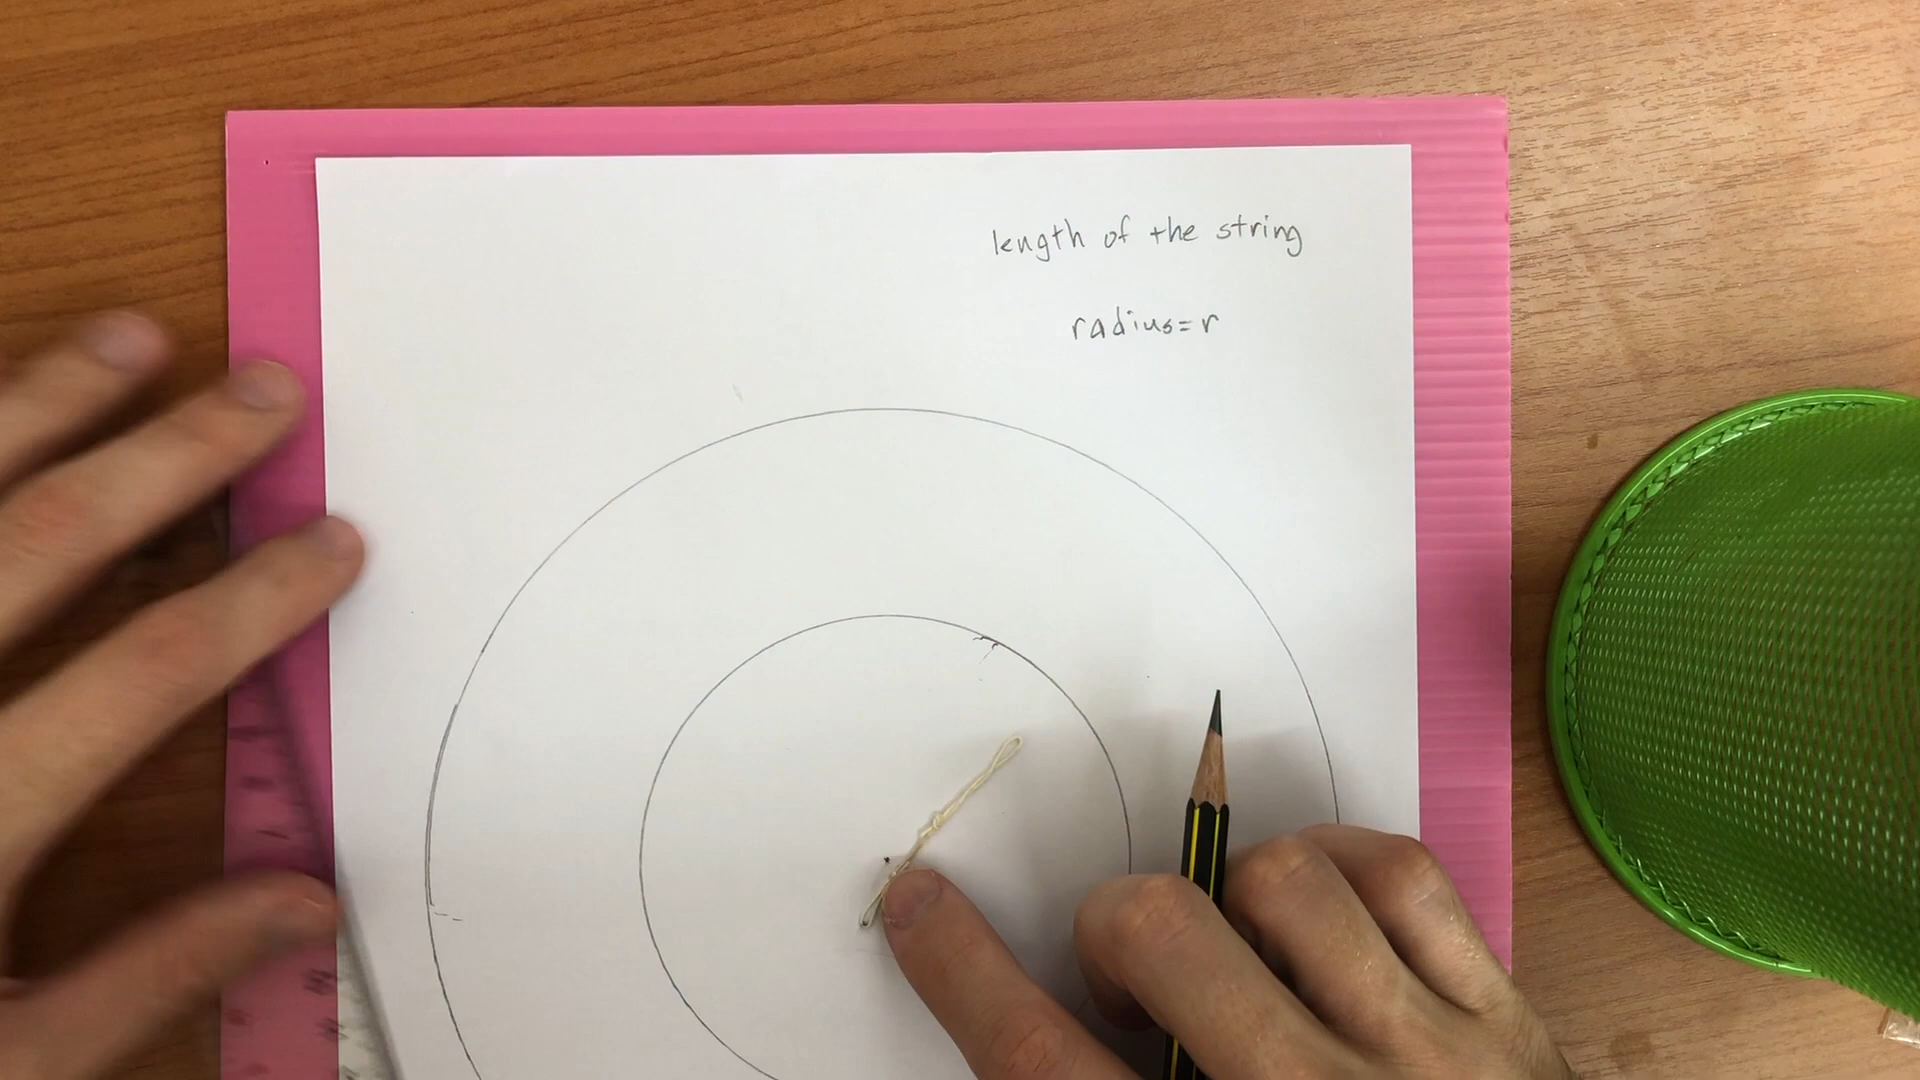 length of the string
radius=r